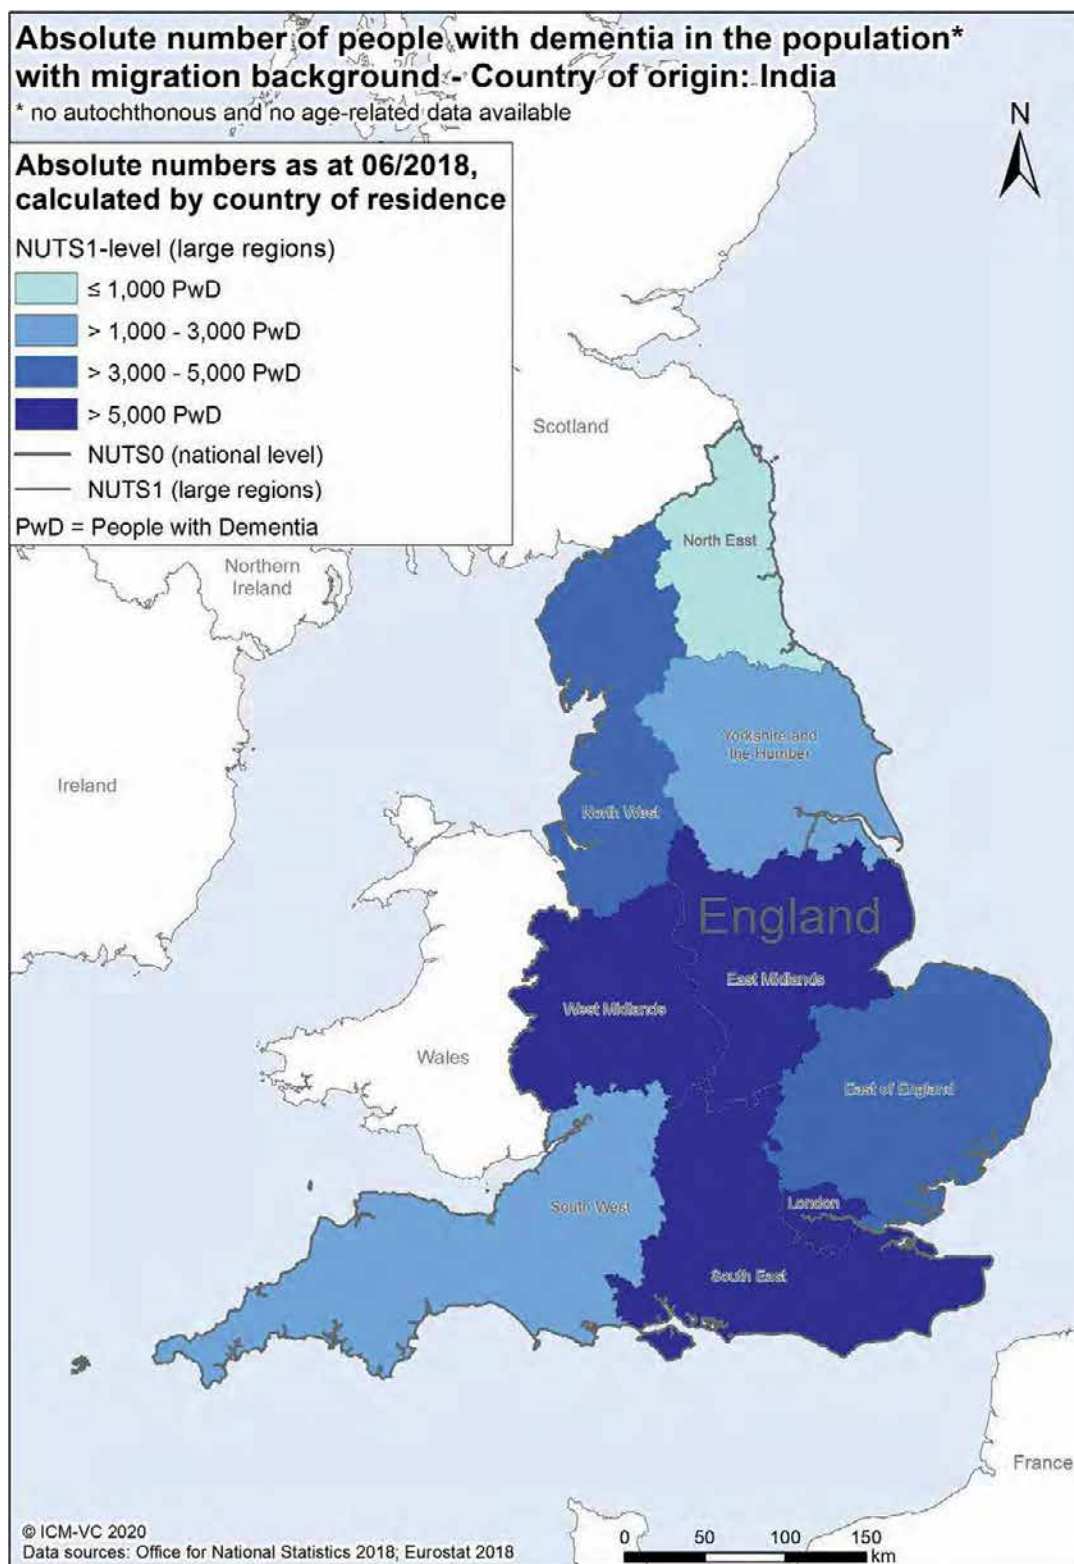 Absolute number of people with dementia in the population*
with migration background - Country of origin: India
* no autochthonous and no age-related data available
N
Absolute numbers as at 06/2018,
calculated by country of residence
NUTS1-level (large regions)
≤ 1,000 PwD
> 1,000 - 3,000 PwD
> 3,000 - 5,000 PwD
> 5,000 PwD
NUTS0 (national level)
NUTS1 (large regions)
PwD = People with Dementia
Scotland
North East
Northern
Ireland
Yorkshire and
the Humber
Ireland
North West
England
East Midlands
West Midlands
Wales
East of England
South West
London
South East
France
© ICM-VC 2020
Data sources: Office for National Statistics 2018; Eurostat 2018
0 50 100 150
km